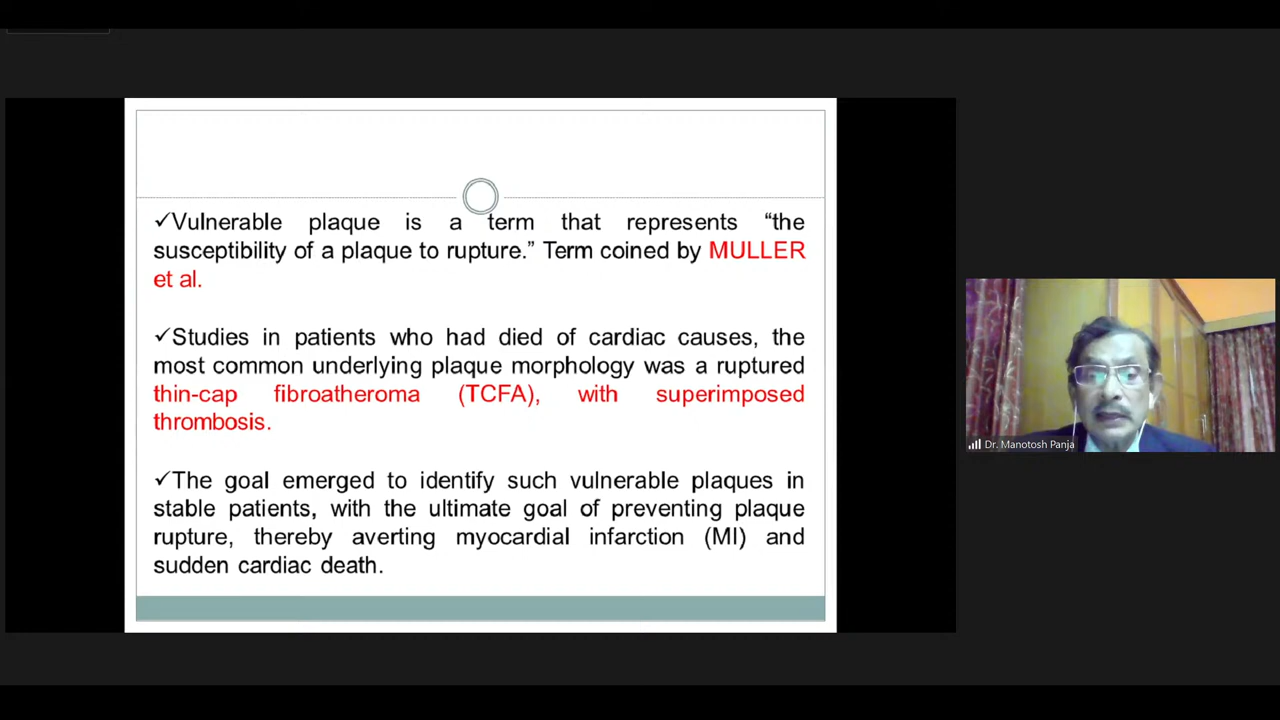 ✓Vulnerable plaque is a term that represents “the
susceptibility of a plaque to rupture.” Term coined by MULLER
et al.
✓Studies in patients who had died of cardiac causes, the
most common underlying plaque morphology was a ruptured
thin-cap fibroatheroma (TCFA), with superimposed
thrombosis.
✓The goal emerged to identify such vulnerable plaques in
stable patients, with the ultimate goal of preventing plaque
rupture, thereby averting myocardial infarction (MI) and
sudden cardiac death.
Dr. Manotosh Panja